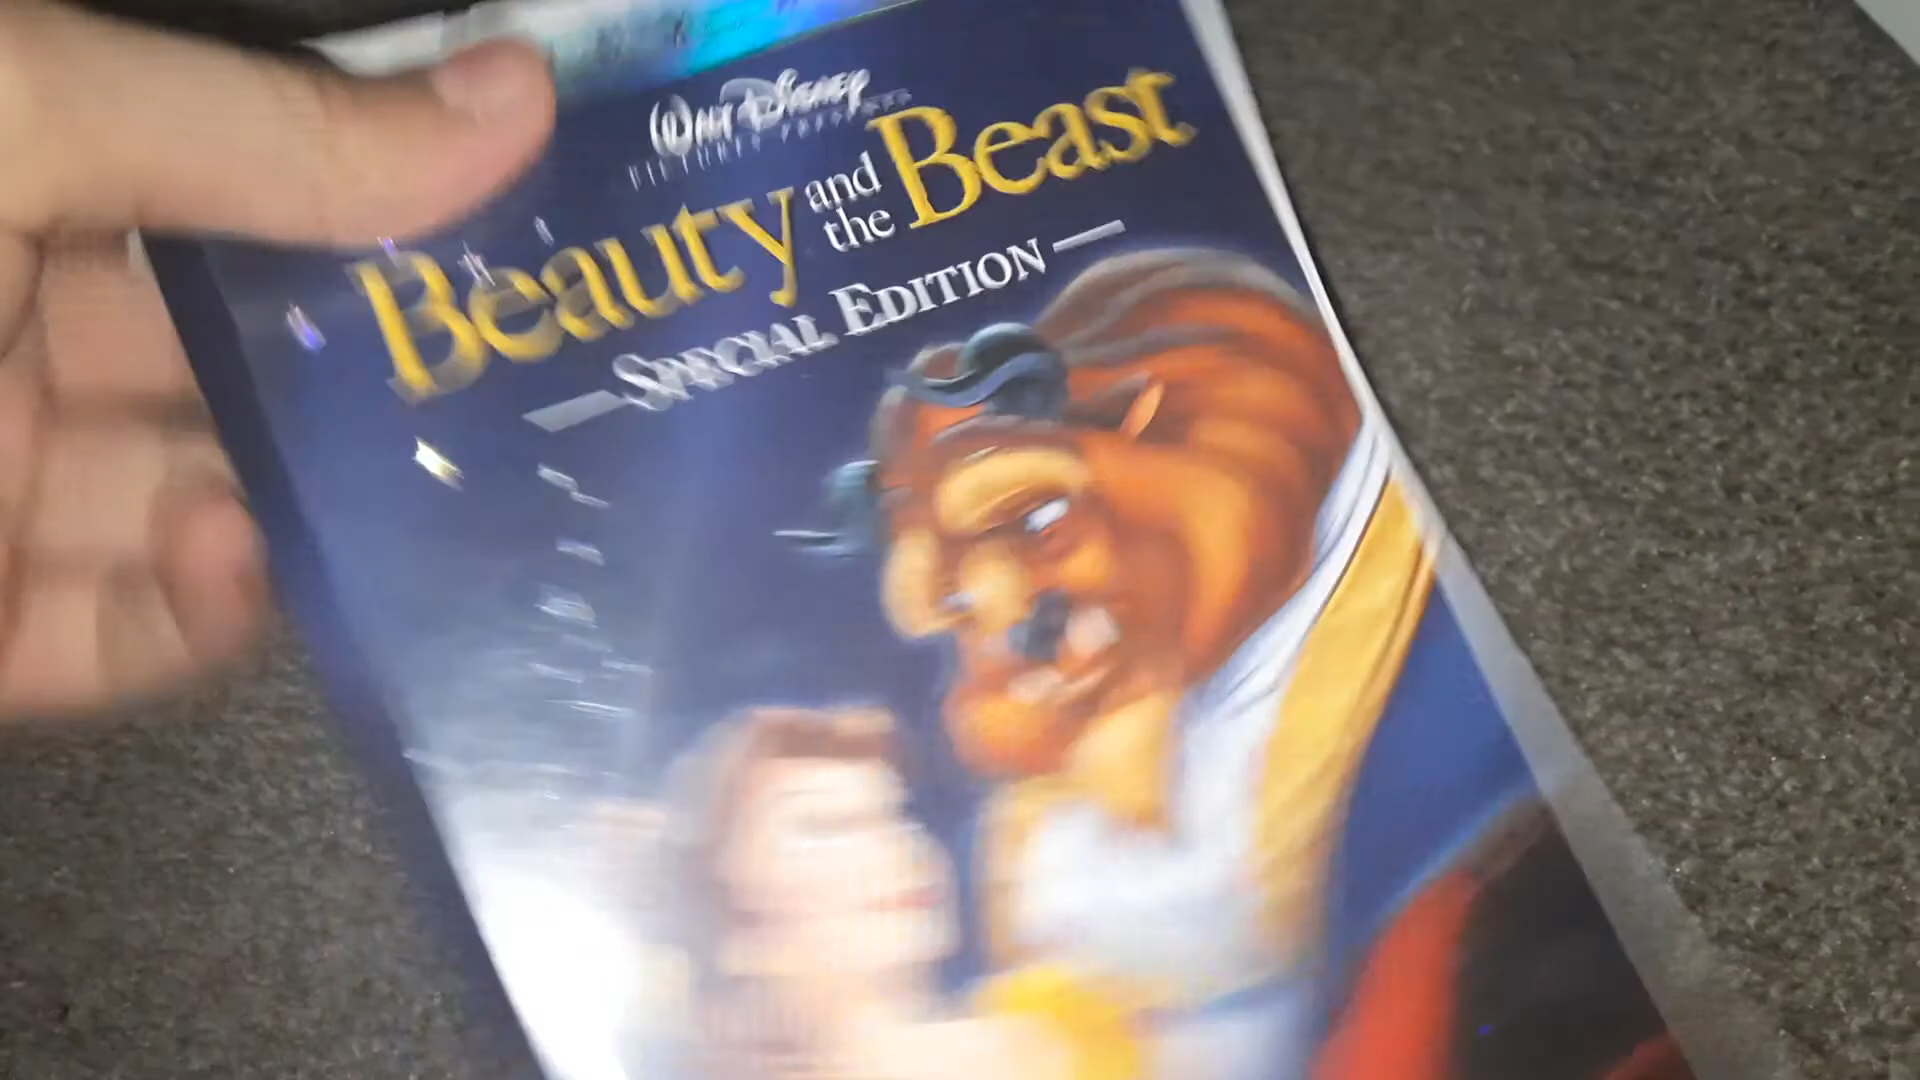 WALT DISNEY
PICTURES PRESENTS
Beauty and the Beast
SPECIAL EDITION